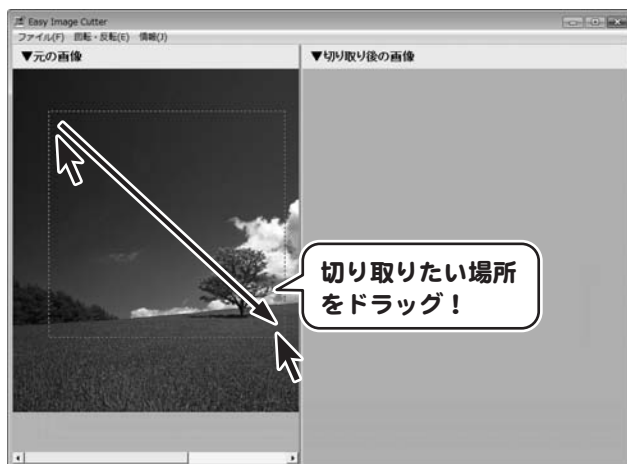 Easy Image Cutter
ファイル(F) 回転・反転(E) 情報(J)
▼元の画像
▼切り取り後の画像
切り取りたい場所
をドラッグ！